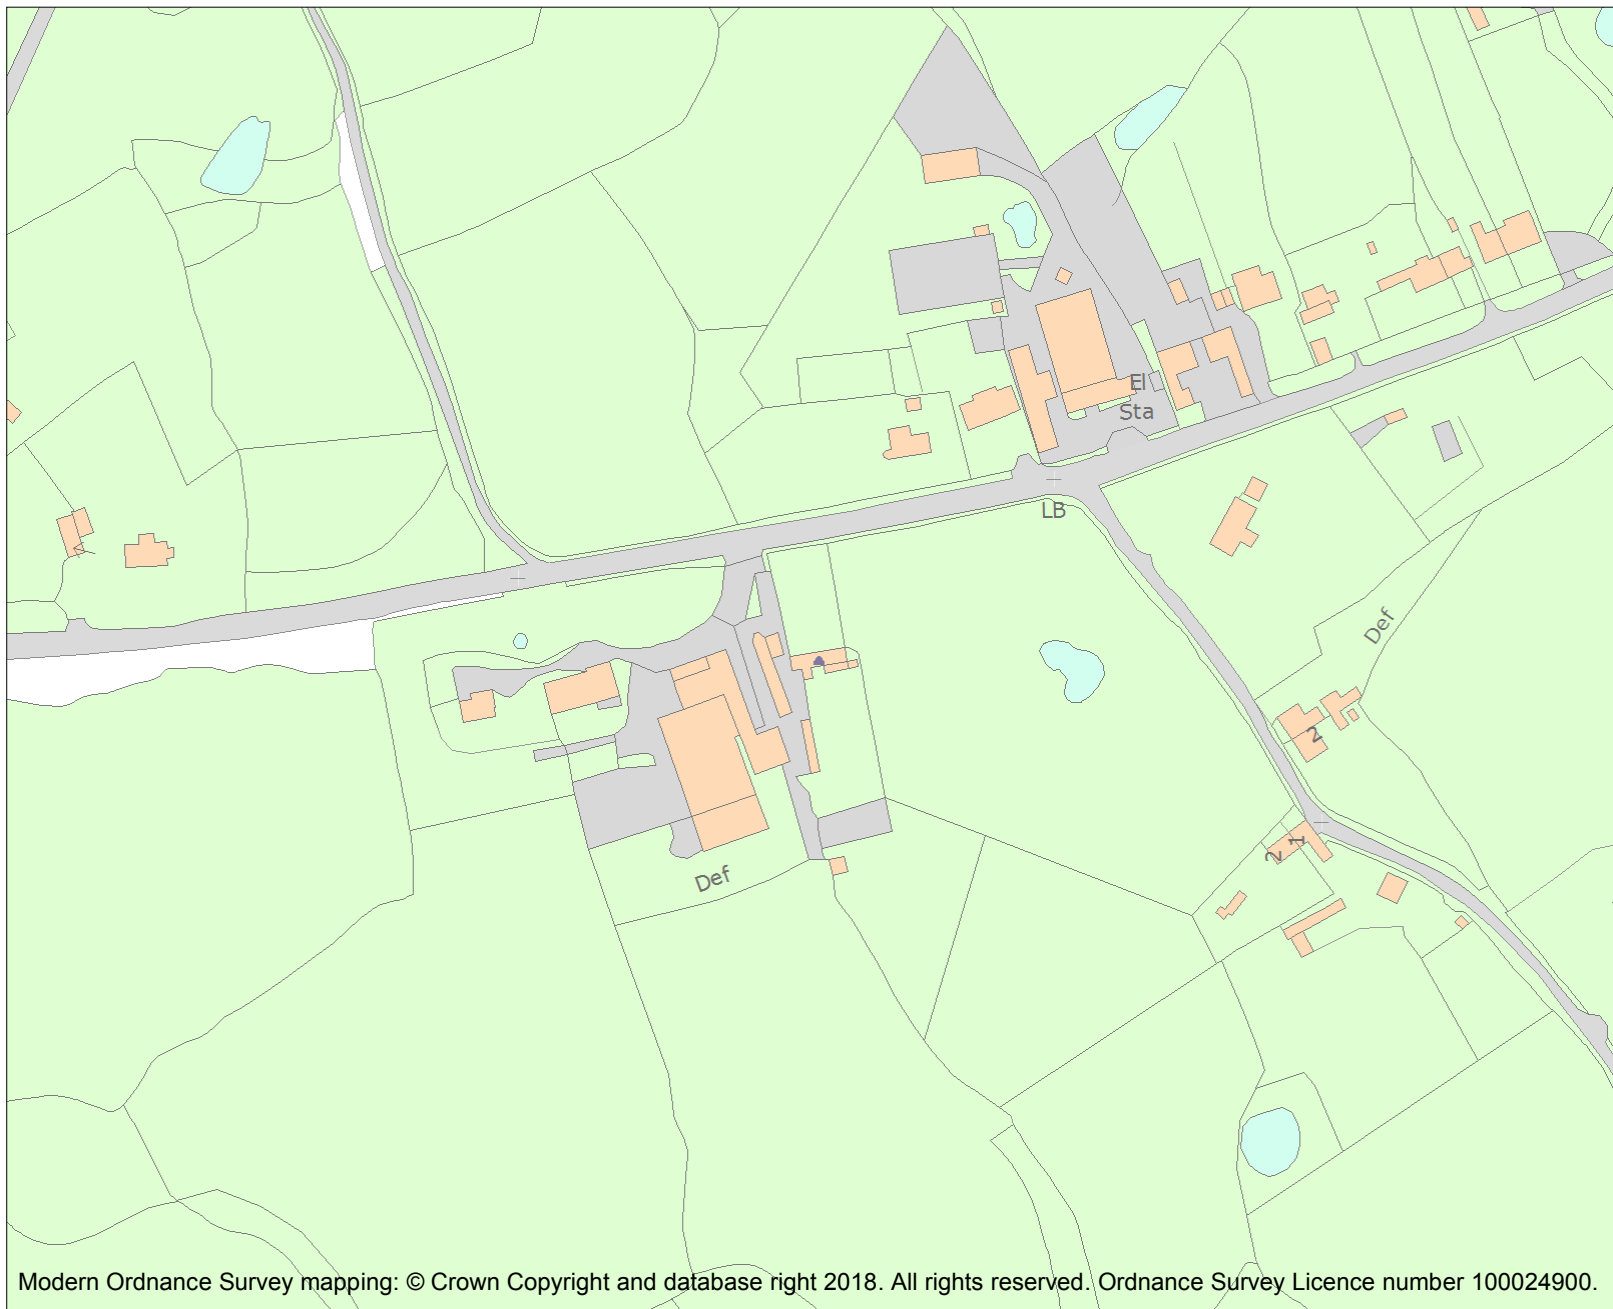 El
Sta
LB
Def
2
1
2
Def
Modern Ordnance Survey mapping: © Crown Copyright and database right 2018. All rights reserved. Ordnance Survey Licence number 100024900.